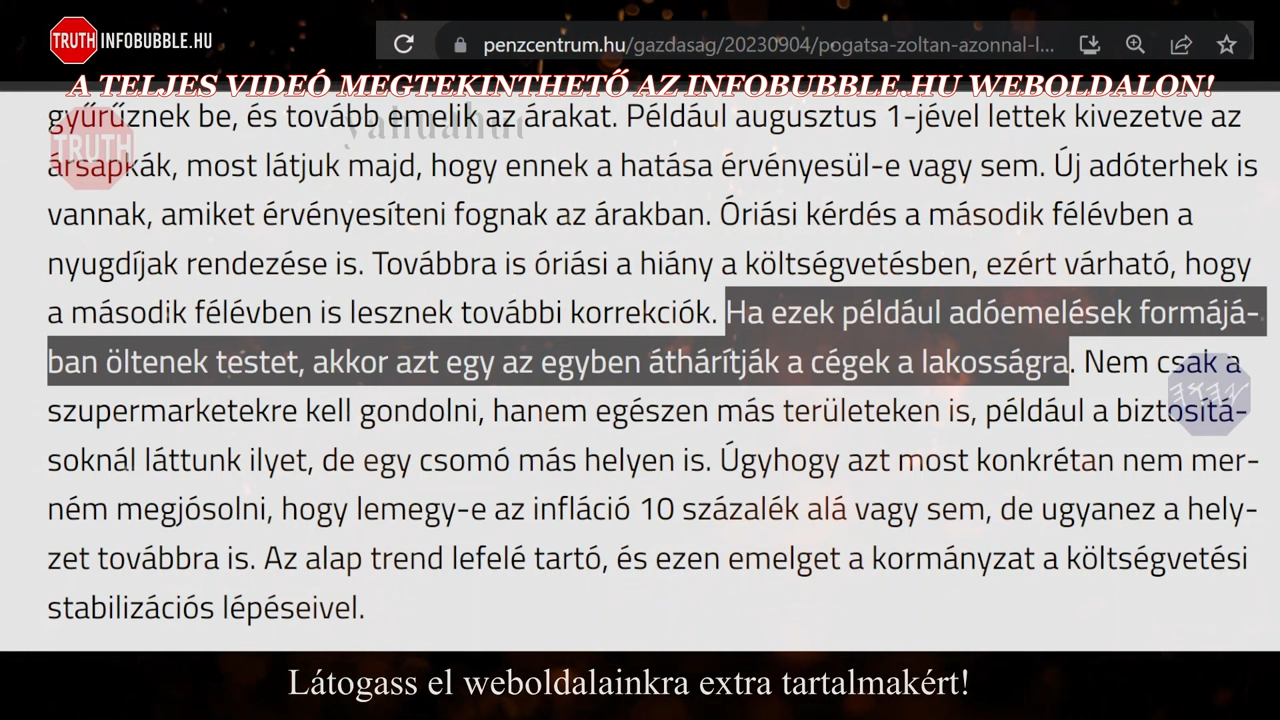 TRUTH INFOBUBBLE.HU
penzcentrum.hu/gazdasag/20230904/pogatsa-zoltan-azonnal-l...
A TELJES VIDEÓ MEGTEKINTHETŐ AZ INFOBUBBLE.HU WEBOLDALON!
gyűrűznek be, és tovább emelik az árakat. Például augusztus 1-jével lettek kivezetve az
ársapkák, most látjuk majd, hogy ennek a hatása érvényesül-e vagy sem. Új adóterhek is
vannak, amiket érvényesíteni fognak az árakban. Óriási kérdés a második félévben a
nyugdíjak rendezése is. Továbbra is óriási a hiány a költségvetésben, ezért várható, hogy
a második félévben is lesznek további korrekciók. Ha ezek például adóemelések formájá-
ban öltenek testet, akkor azt egy az egyben áthárítják a cégek a lakosságra. Nem csak a
szupermarketekre kell gondolni, hanem egészen más területeken is, például a biztosítá-
soknál láttunk ilyet, de egy csomó más helyen is. Úgyhogy azt most konkrétan nem mer-
ném megjósolni, hogy lemegy-e az infláció 10 százalék alá vagy sem, de ugyanez a hely-
zet továbbra is. Az alap trend lefelé tartó, és ezen emelget a kormányzat a költségvetési
stabilizációs lépéseivel.
TRUTH
Látogass el weboldalainkra extra tartalmakért!